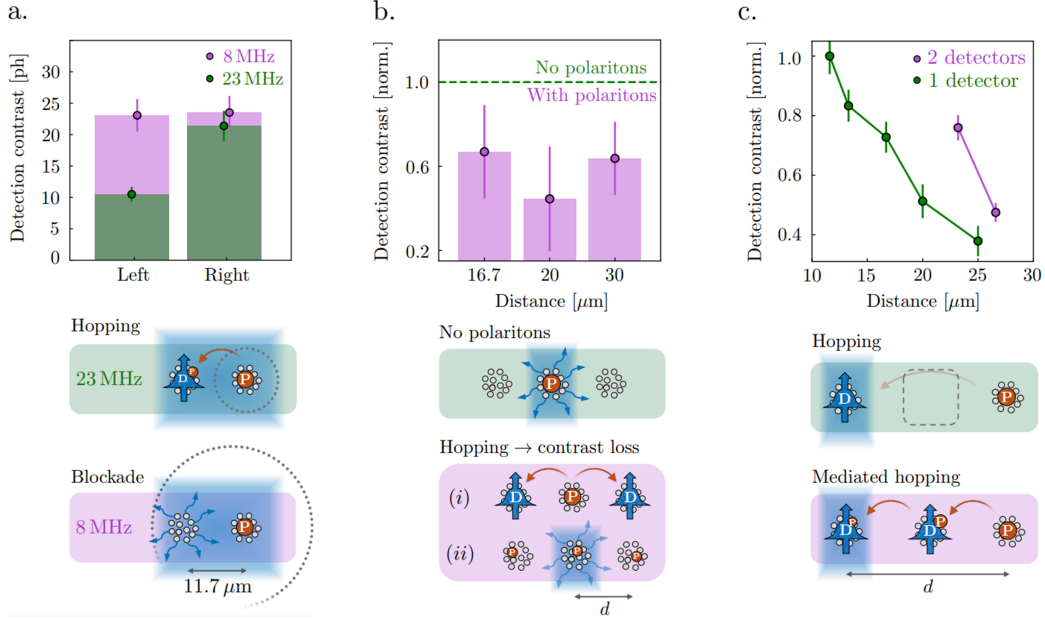 a.
Detection contrast [ph]
35
30
25
20
15
10
5
0
8 MHz
23 MHz
Left
Right
Hopping
23 MHz
D
P
P
Blockade
8 MHz
P
11.7 μm
b.
Detection contrast [norm.]
1.0
0.6
0.2
No polaritons
With polaritons
16.7
20
30
Distance [μm]
No polaritons
P
Hopping → contrast loss
(i)
D
P
D
(ii)
P
P
P
d
c.
Detection contrast [norm.]
1.0
0.8
0.6
0.4
2 detectors
1 detector
10
15
20
25
30
Distance [μm]
Hopping
D
P
Mediated hopping
D
P
D
P
P
d